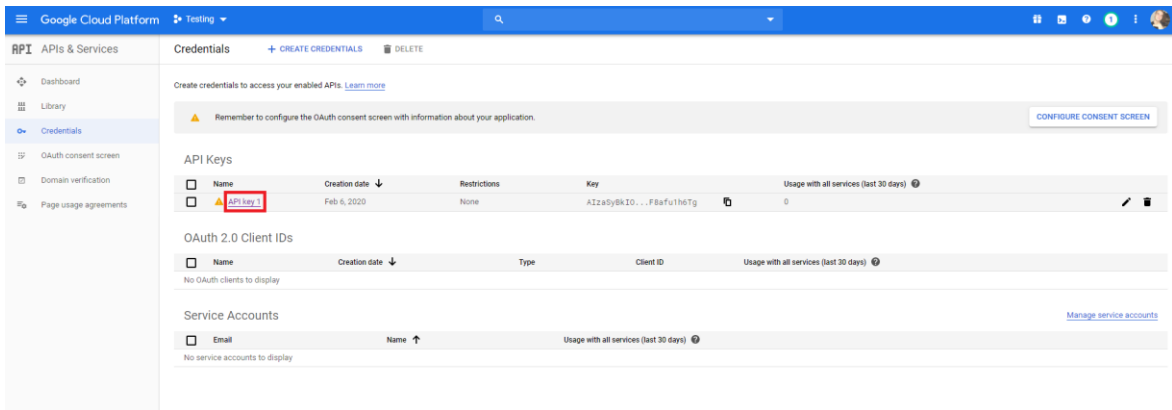 Google Cloud Platform Testing
1
API APIs & Services
Credentials + CREATE CREDENTIALS DELETE
Dashboard
Library
Credentials
OAuth consent screen
Domain verification
Page usage agreements
Create credentials to access your enabled APIs. Learn more
Remember to configure the OAuth consent screen with information about your application. CONFIGURE CONSENT SCREEN
API Keys
Name Creation date Restrictions Key Usage with all services (last 30 days)
API key 1 Feb 6, 2020 None AIzaSyBkIO...F8afu1h6Tg 0
OAuth 2.0 Client IDs
Name Creation date Type Client ID Usage with all services (last 30 days)
No OAuth clients to display
Service Accounts Manage service accounts
Email Name Usage with all services (last 30 days)
No service accounts to display